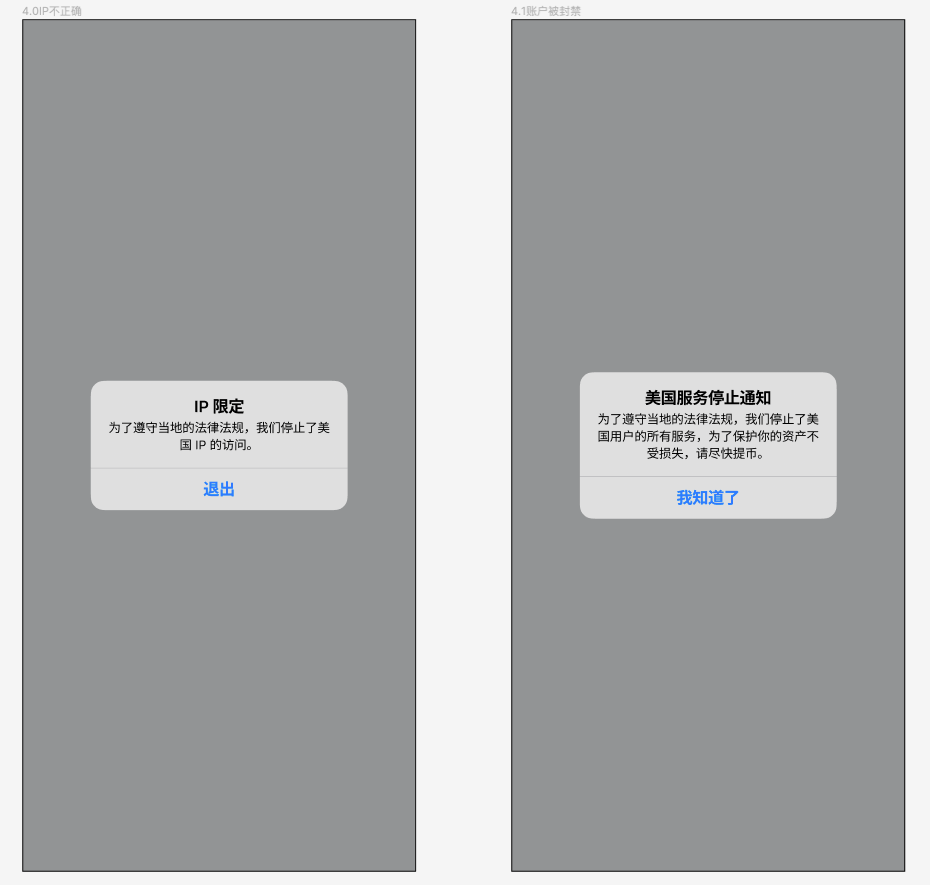 4.0IP不正确
IP 限定
为了遵守当地的法律法规，我们停止了美
国 IP 的访问。
退出
4.1账户被封禁
美国服务停止通知
为了遵守当地的法律法规，我们停止了美
国用户的所有服务，为了保护你的资产不
受损失，请尽快提币。
我知道了